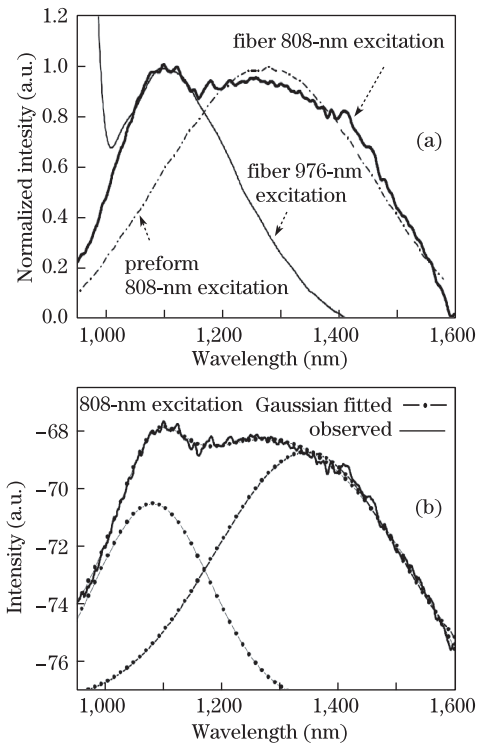 1.2
fiber 808-nm excitation
1.0
(a)
0.8
Normalized intesity (a.u.)
0.6
fiber 976-nm
excitation
0.4
preform
808-nm excitation
0.2
0.0
1,000 1,200 1,400 1,600
Wavelength (nm)
808-nm excitation Gaussian fitted
observed
−68
(b)
−70
Intensity (a.u.)
−72
−74
−76
1,000 1,200 1,400 1,600
Wavelength (nm)